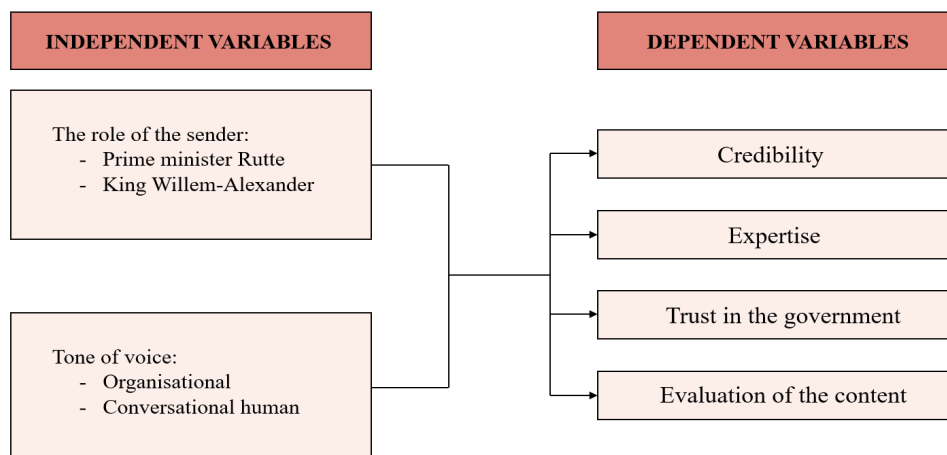 INDEPENDENT VARIABLES
The role of the sender:
- Prime minister Rutte
- King Willem-Alexander
Tone of voice:
- Organisational
- Conversational human
DEPENDENT VARIABLES
Credibility
Expertise
Trust in the government
Evaluation of the content